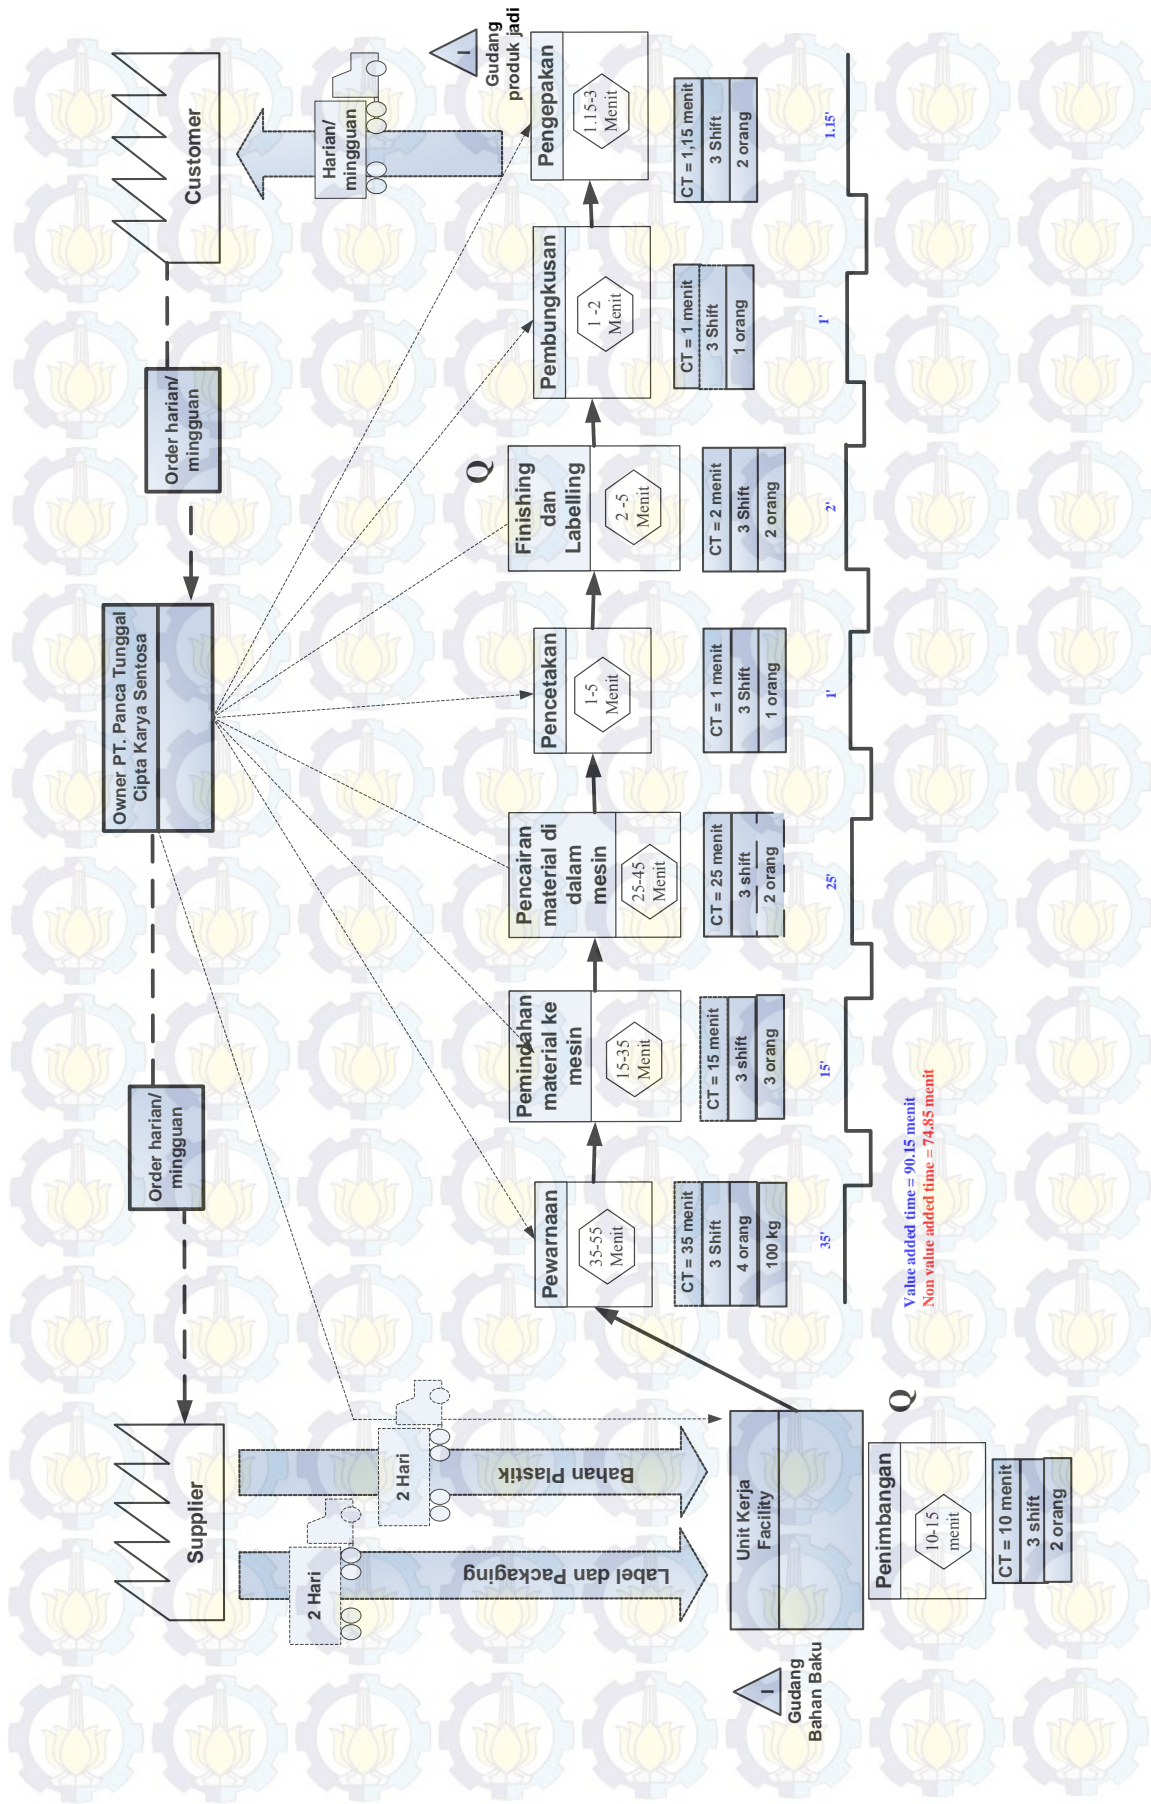 Supplier
Order harian/
mingguan
Owner PT. Panca Tunggal
Cipta Karya Sentosa
Order harian/
mingguan
Customer
2 Hari
2 Hari
Label dan Packaging
Bahan Plastik
Harian/
mingguan
I
Gudang
produk jadi
I
Gudang
Bahan Baku
Unit Kerja
Facility
Penimbangan
10-15
menit
Q
CT = 10 menit
3 shift
2 orang
Pewarnaan
35-55
Menit
CT = 35 menit
3 Shift
4 orang
100 kg
Pemindahan
material ke
mesin
15-35
Menit
CT = 15 menit
3 shift
3 orang
Pencairan
material di
dalam
mesin
25-45
Menit
CT = 25 menit
3 shift
2 orang
Pencetakan
1-5
Menit
CT = 1 menit
3 Shift
1 orang
Q
Finishing
dan
Labelling
2 -5
Menit
CT = 2 menit
3 Shift
2 orang
Pembungkusan
1 -2
Menit
CT = 1 menit
3 Shift
1 orang
Pengepakan
1.15-3
Menit
CT = 1,15 menit
3 Shift
2 orang
35'
15'
25'
1'
2'
1'
1.15'
Value added time = 90.15 menit
Non value added time = 74.85 menit